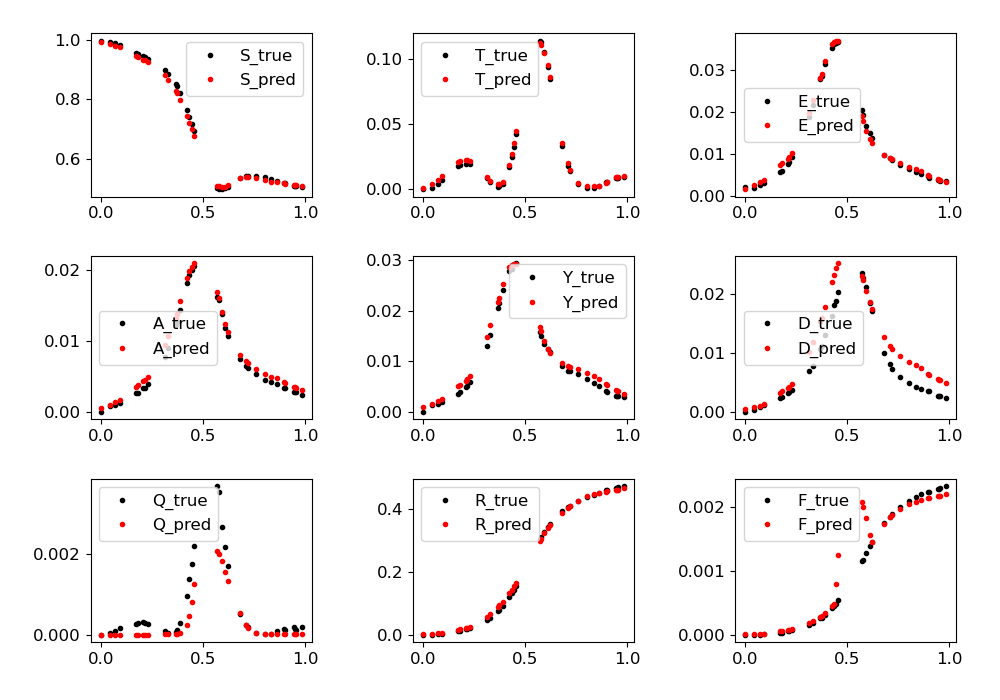 1.0
0.8
0.6
0.0 0.5 1.0
S_true
S_pred
0.10
0.05
0.00
0.0 0.5 1.0
T_true
T_pred
0.03
0.02
0.01
0.00
0.0 0.5 1.0
E_true
E_pred
0.02
0.01
0.00
0.0 0.5 1.0
A_true
A_pred
0.03
0.02
0.01
0.00
0.0 0.5 1.0
Y_true
Y_pred
0.02
0.01
0.00
0.0 0.5 1.0
D_true
D_pred
0.002
0.000
0.0 0.5 1.0
Q_true
Q_pred
0.4
0.2
0.0
0.0 0.5 1.0
R_true
R_pred
0.002
0.001
0.000
0.0 0.5 1.0
F_true
F_pred